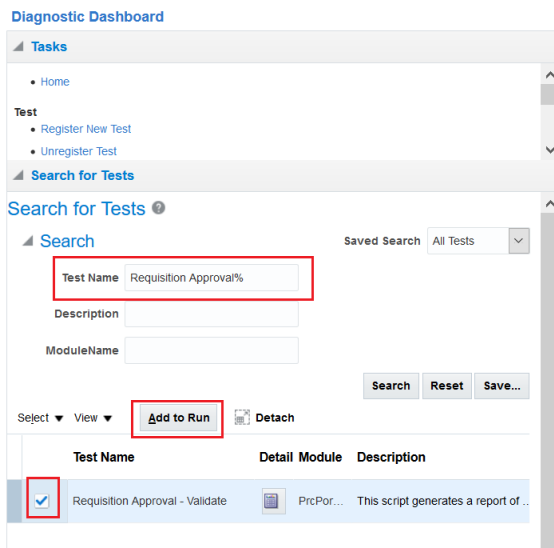 Diagnostic Dashboard
Tasks
Home
Test
Register New Test
Unregister Test
Search for Tests
Search for Tests
Search
Saved Search All Tests
Test Name Requisition Approval%
Description
ModuleName
Search Reset Save...
Select View Add to Run Detach
Test Name Detail Module Description
Requisition Approval - Validate PrcPor... This script generates a report of ...